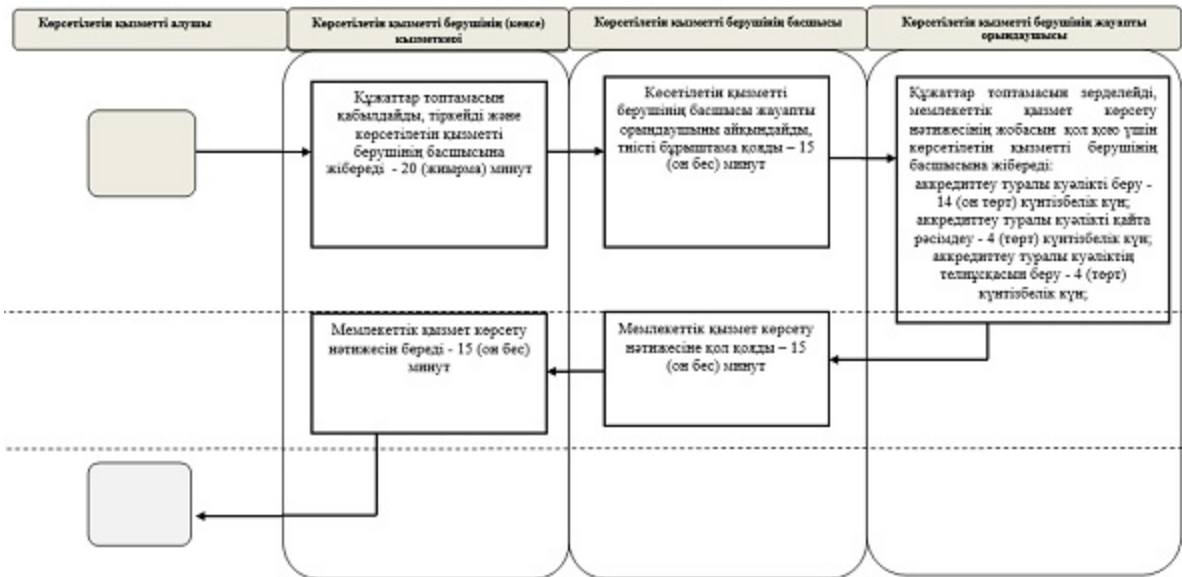 Көрсетілетін қызметті алушы
Көрсетілетін қызметті берушінің (кеңсе)
қызметкері
Көрсетілетін қызметті берушінің басшысы
Көрсетілетін қызметті берушінің жауапты
орындаушысы
Құжаттар топтамасын
қабылдайды, тіркейді және
көрсетілетін қызметті
берушінің басшысына
жібереді - 20 (жиырма) минут
Көсетілетін қызметті
берушінің басшысы жауапты
орындаушыны айқындайды,
тиісті бұрыштама қояды – 15
(он бес) минут
Құжаттар топтамасын зерделейді,
мемлекеттік қызмет көрсету
нәтижесінің жобасын қол қою үшін
көрсетілетін қызметті берушінің
басшысына жібереді:
аккредиттеу туралы куәлікті беру -
14 (он төрт) күнтізбелік күн;
аккредиттеу туралы куәлікті қайта
рәсімдеу - 4 (төрт) күнтізбелік күн;
аккредиттеу туралы куәліктің
телнұсқасын беру - 4 (төрт)
күнтізбелік күн;
Мемлекеттік қызмет көрсету
нәтижесін береді - 15 (он бес)
минут
Мемлекеттік қызмет көрсету
нәтижесіне қол қояды – 15
(он бес) минут